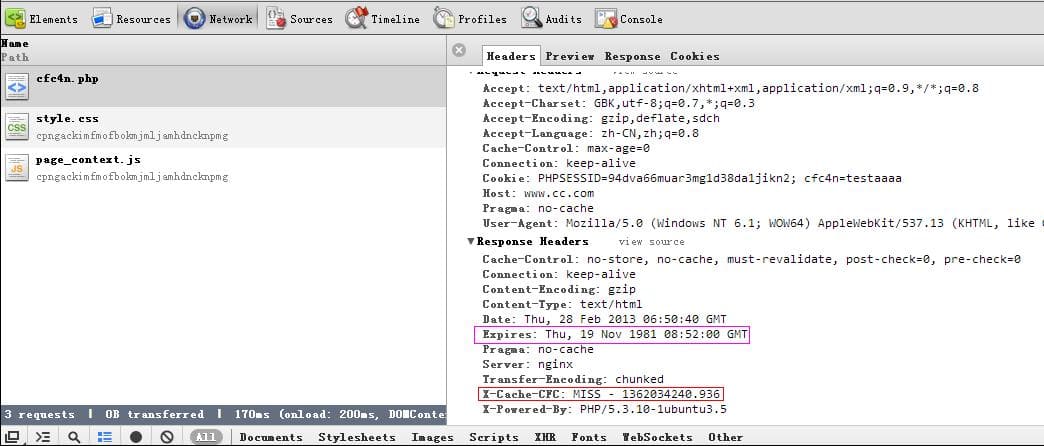 Elements Resources Network Sources Timeline Profiles Audits Console
Name
Path
cfc4n.php
style.css
cpngackimfmofbokmjmljamhdncknpmg
page_context.js
cpngackimfmofbokmjmljamhdncknpmg
Headers Preview Response Cookies
Request Headers view source
Accept: text/html,application/xhtml+xml,application/xml;q=0.9,*/*;q=0.8
Accept-Charset: GBK,utf-8;q=0.7,*;q=0.3
Accept-Encoding: gzip,deflate,sdch
Accept-Language: zh-CN,zh;q=0.8
Cache-Control: max-age=0
Connection: keep-alive
Cookie: PHPSESSID=94dva66muar3mg1d38da1jikn2; cfc4n=testaaaa
Host: www.cc.com
Pragma: no-cache
User-Agent: Mozilla/5.0 (Windows NT 6.1; WOW64) AppleWebKit/537.13 (KHTML, like
Response Headers view source
Cache-Control: no-store, no-cache, must-revalidate, post-check=0, pre-check=0
Connection: keep-alive
Content-Encoding: gzip
Content-Type: text/html
Date: Thu, 28 Feb 2013 06:50:40 GMT
Expires: Thu, 19 Nov 1981 08:52:00 GMT
Pragma: no-cache
Server: nginx
Transfer-Encoding: chunked
X-Cache-CFC: MISS - 1362034240.936
X-Powered-By: PHP/5.3.10-1ubuntu3.5
3 requests | 0B transferred | 170ms (onload: 200ms, DOMConte
All Documents Stylesheets Images Scripts XHR Fonts WebSockets Other